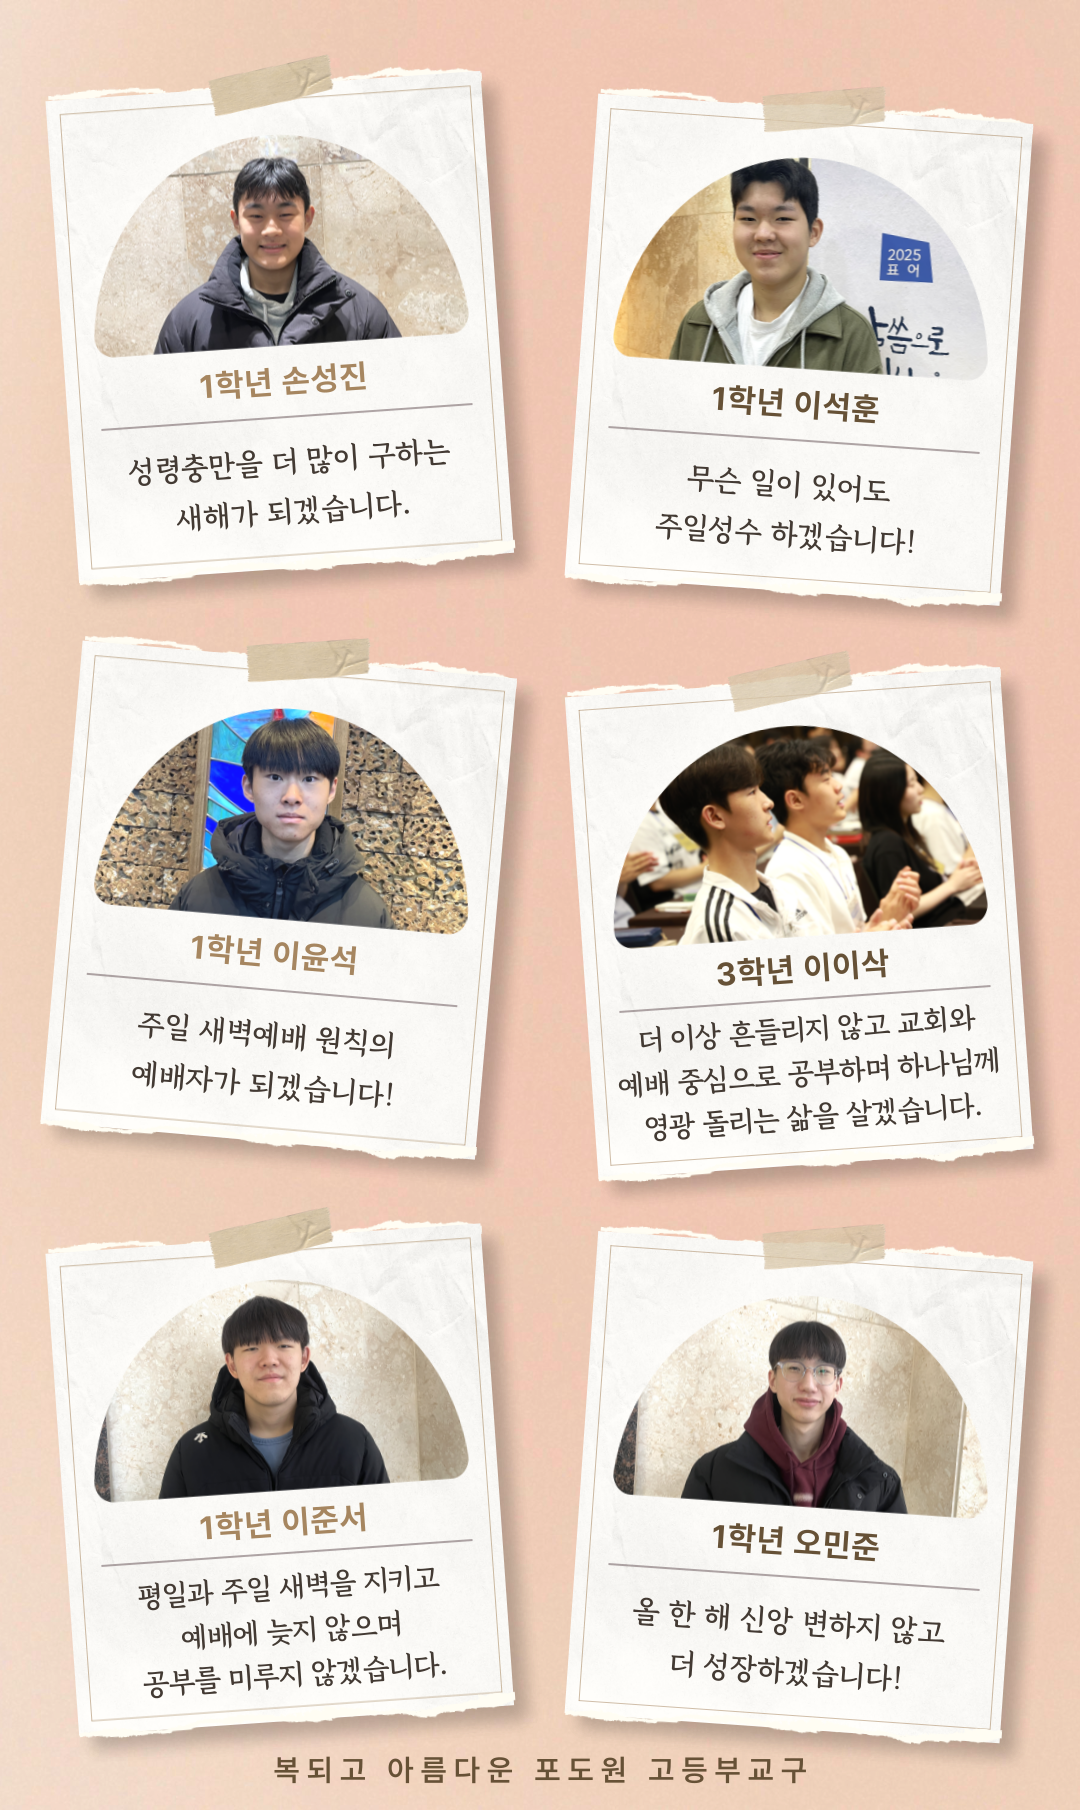 1학년 손성진
성령충만을 더 많이 구하는
새해가 되겠습니다.
2025
표 어
말씀으로
1학년 이석훈
무슨 일이 있어도
주일성수 하겠습니다!
1학년 이윤석
주일 새벽예배 원칙의
예배자가 되겠습니다!
3학년 이이삭
더 이상 흔들리지 않고 교회와
예배 중심으로 공부하며 하나님께
영광 돌리는 삶을 살겠습니다.
1학년 이준서
평일과 주일 새벽을 지키고
예배에 늦지 않으며
공부를 미루지 않겠습니다.
1학년 오민준
올 한 해 신앙 변하지 않고
더 성장하겠습니다!
복되고 아름다운 포도원 고등부교구